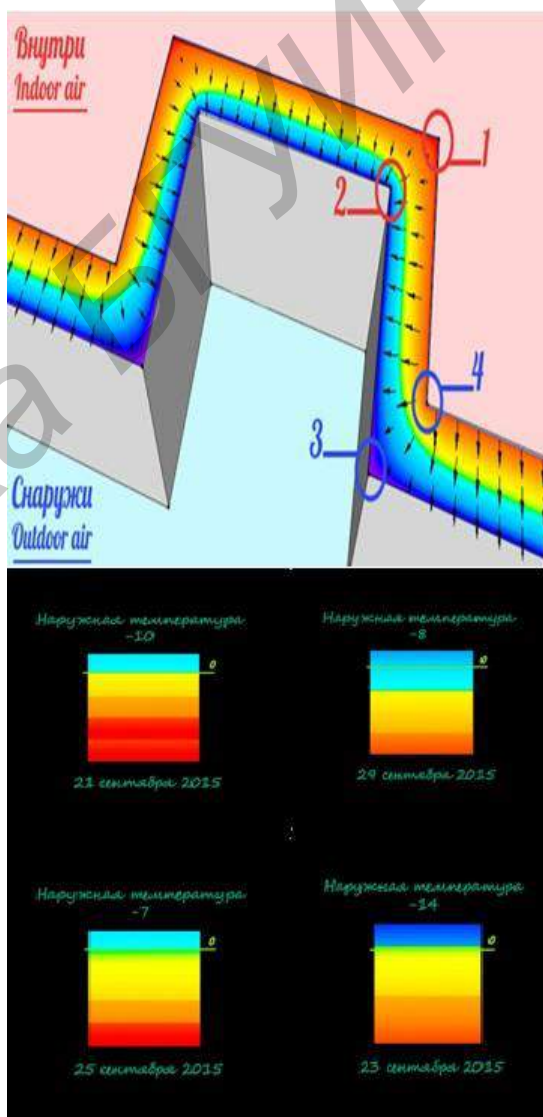 Внутри
Indoor air
1
2
4
3
Снаружи
Outdoor air
Наружная температура
-10
0
21 сентября 2015
Наружная температура
-8
0
29 сентября 2015
Наружная температура
-7
0
25 сентября 2015
Наружная температура
-14
0
23 сентября 2015
БГУИР